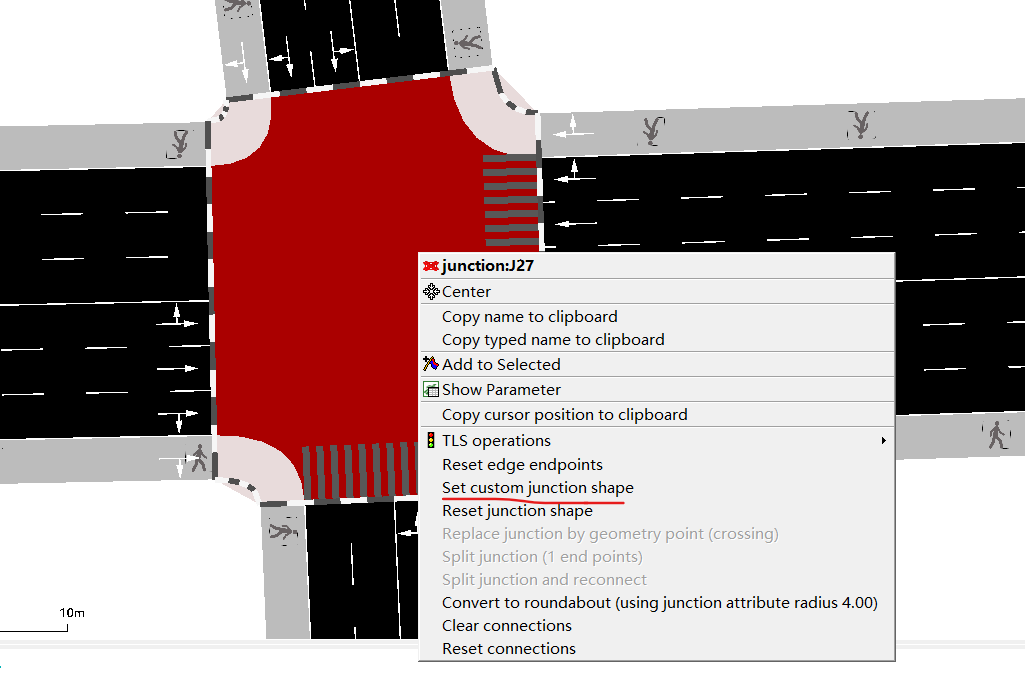 junction:J27
Center
Copy name to clipboard
Copy typed name to clipboard
Add to Selected
Show Parameter
Copy cursor position to clipboard
TLS operations
Reset edge endpoints
Set custom junction shape
Reset junction shape
Replace junction by geometry point (crossing)
Split junction (1 end points)
Split junction and reconnect
Convert to roundabout (using junction attribute radius 4.00)
10m
Clear connections
Reset connections